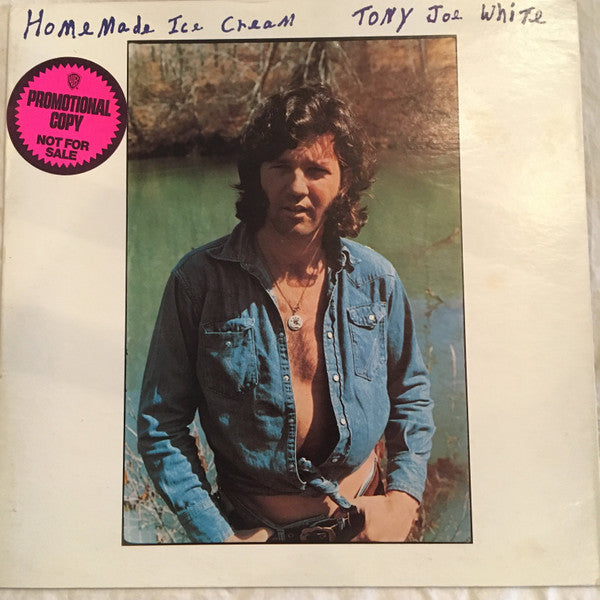 HomeMade Ice Cream TONY Joe White
PROMOTIONAL
COPY
NOT FOR
SALE